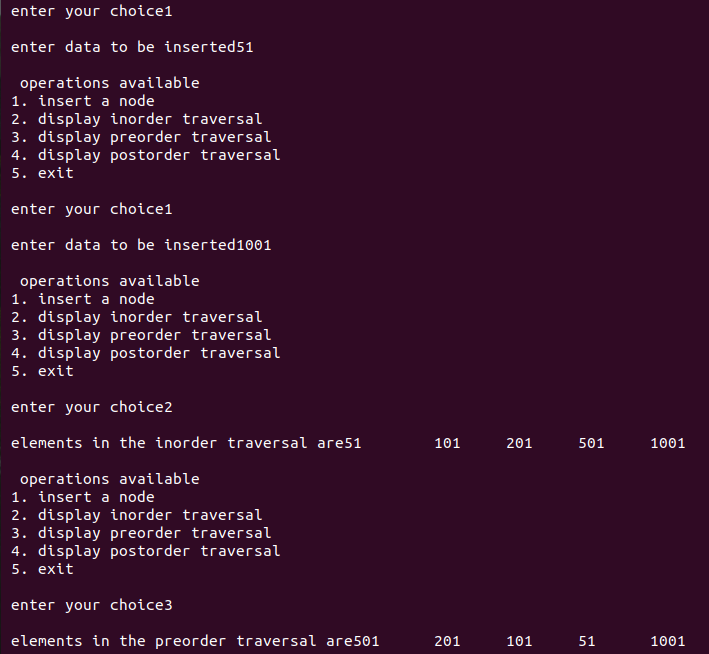 enter your choice1
enter data to be inserted51
operations available
1. insert a node
2. display inorder traversal
3. display preorder traversal
4. display postorder traversal
5. exit
enter your choice1
enter data to be inserted1001
operations available
1. insert a node
2. display inorder traversal
3. display preorder traversal
4. display postorder traversal
5. exit
enter your choice2
elements in the inorder traversal are51 101 201 501 1001
operations available
1. insert a node
2. display inorder traversal
3. display preorder traversal
4. display postorder traversal
5. exit
enter your choice3
elements in the preorder traversal are501 201 101 51 1001